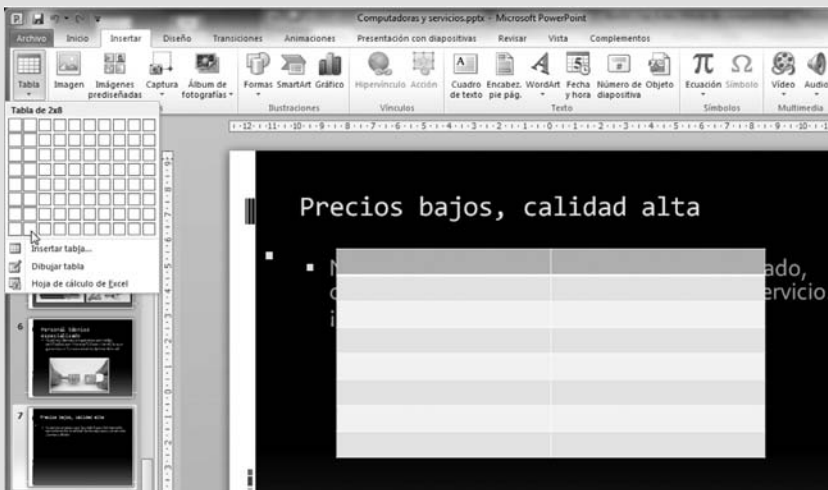 Computadoras y servicios.pptx - Microsoft PowerPoint
Archivo Inicio Insertar Diseño Transiciones Animaciones Presentación con diapositivas Revisar Vista Complementos
Tabla Imagen Imágenes prediseñadas Captura Álbum de fotografías Formas SmartArt Gráfico Hipervínculo Acción Cuadro de texto Encabez. pie pág. WordArt Fecha y hora Número de diapositiva Objeto Ecuación Símbolo Vídeo Audio
Ilustraciones Vínculos Texto Símbolos Multimedia
Tabla de 2x8
Insertar tabla...
Dibujar tabla
Hoja de cálculo de Excel
Precios bajos, calidad alta
ado,
ervicio
6
Personal técnico
especializado
7
Precios bajos, calidad alta